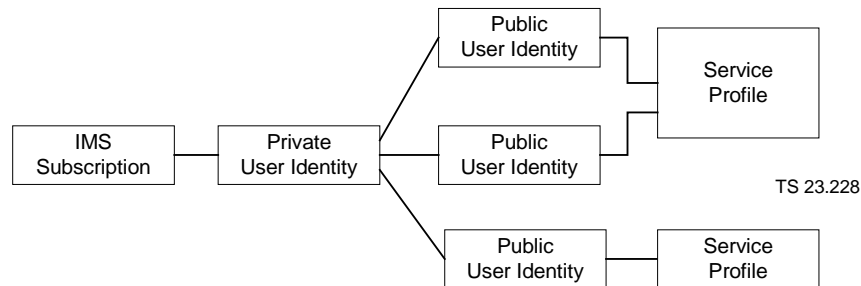 Public
User Identity
Service
Profile
IMS
Subscription
Private
User Identity
Public
User Identity
TS 23.228
Public
User Identity
Service
Profile